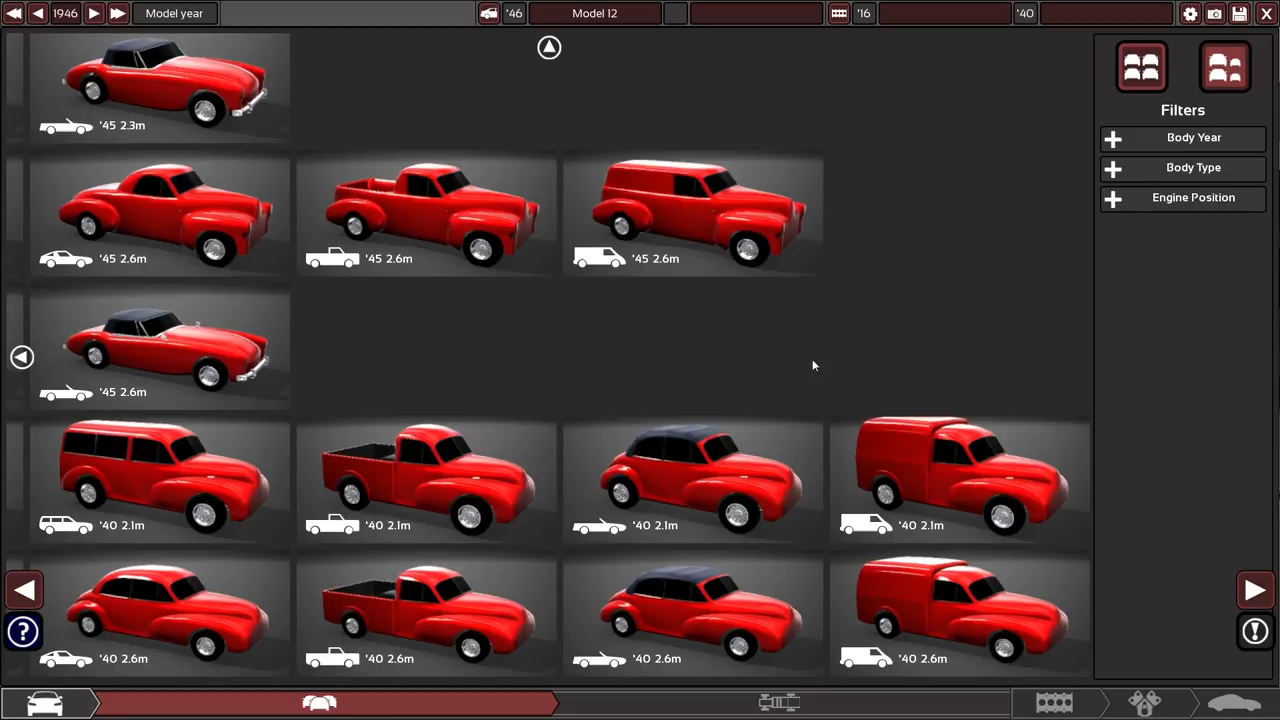 1946 Model year '46 Model 12 '16 '40
Filters
Body Year
Body Type
Engine Position
'45 2.3m
'45 2.6m '45 2.6m '45 2.6m
'45 2.6m
'40 2.1m '40 2.1m '40 2.1m '40 2.1m
'40 2.6m '40 2.6m '40 2.6m '40 2.6m
?